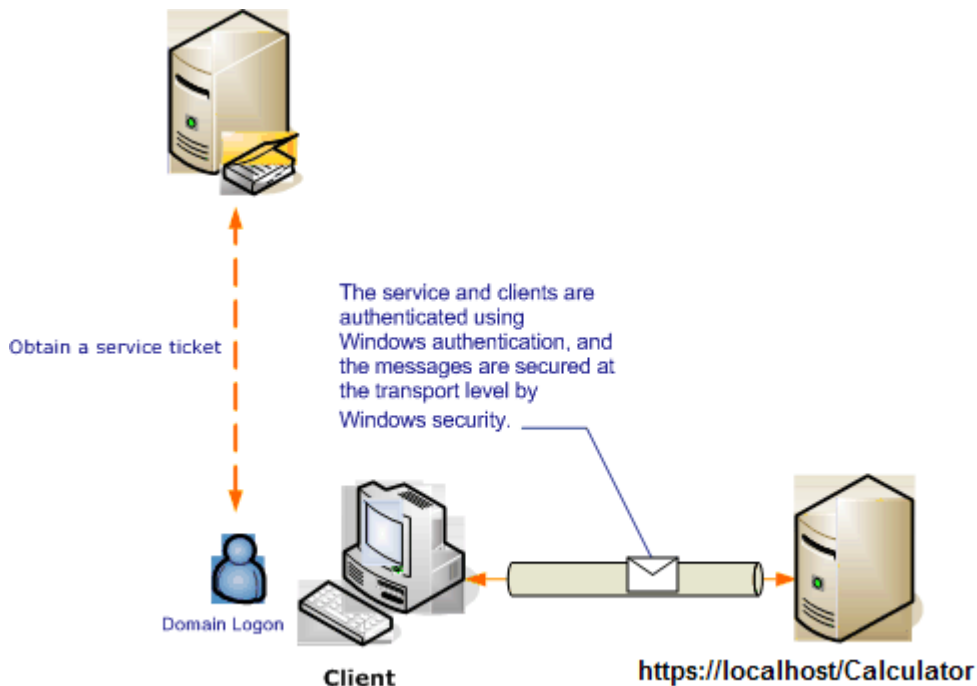 The service and clients are
authenticated using
Windows authentication, and
the messages are secured at
the transport level by
Windows security.
Obtain a service ticket
Domain Logon
Client
https://localhost/Calculator